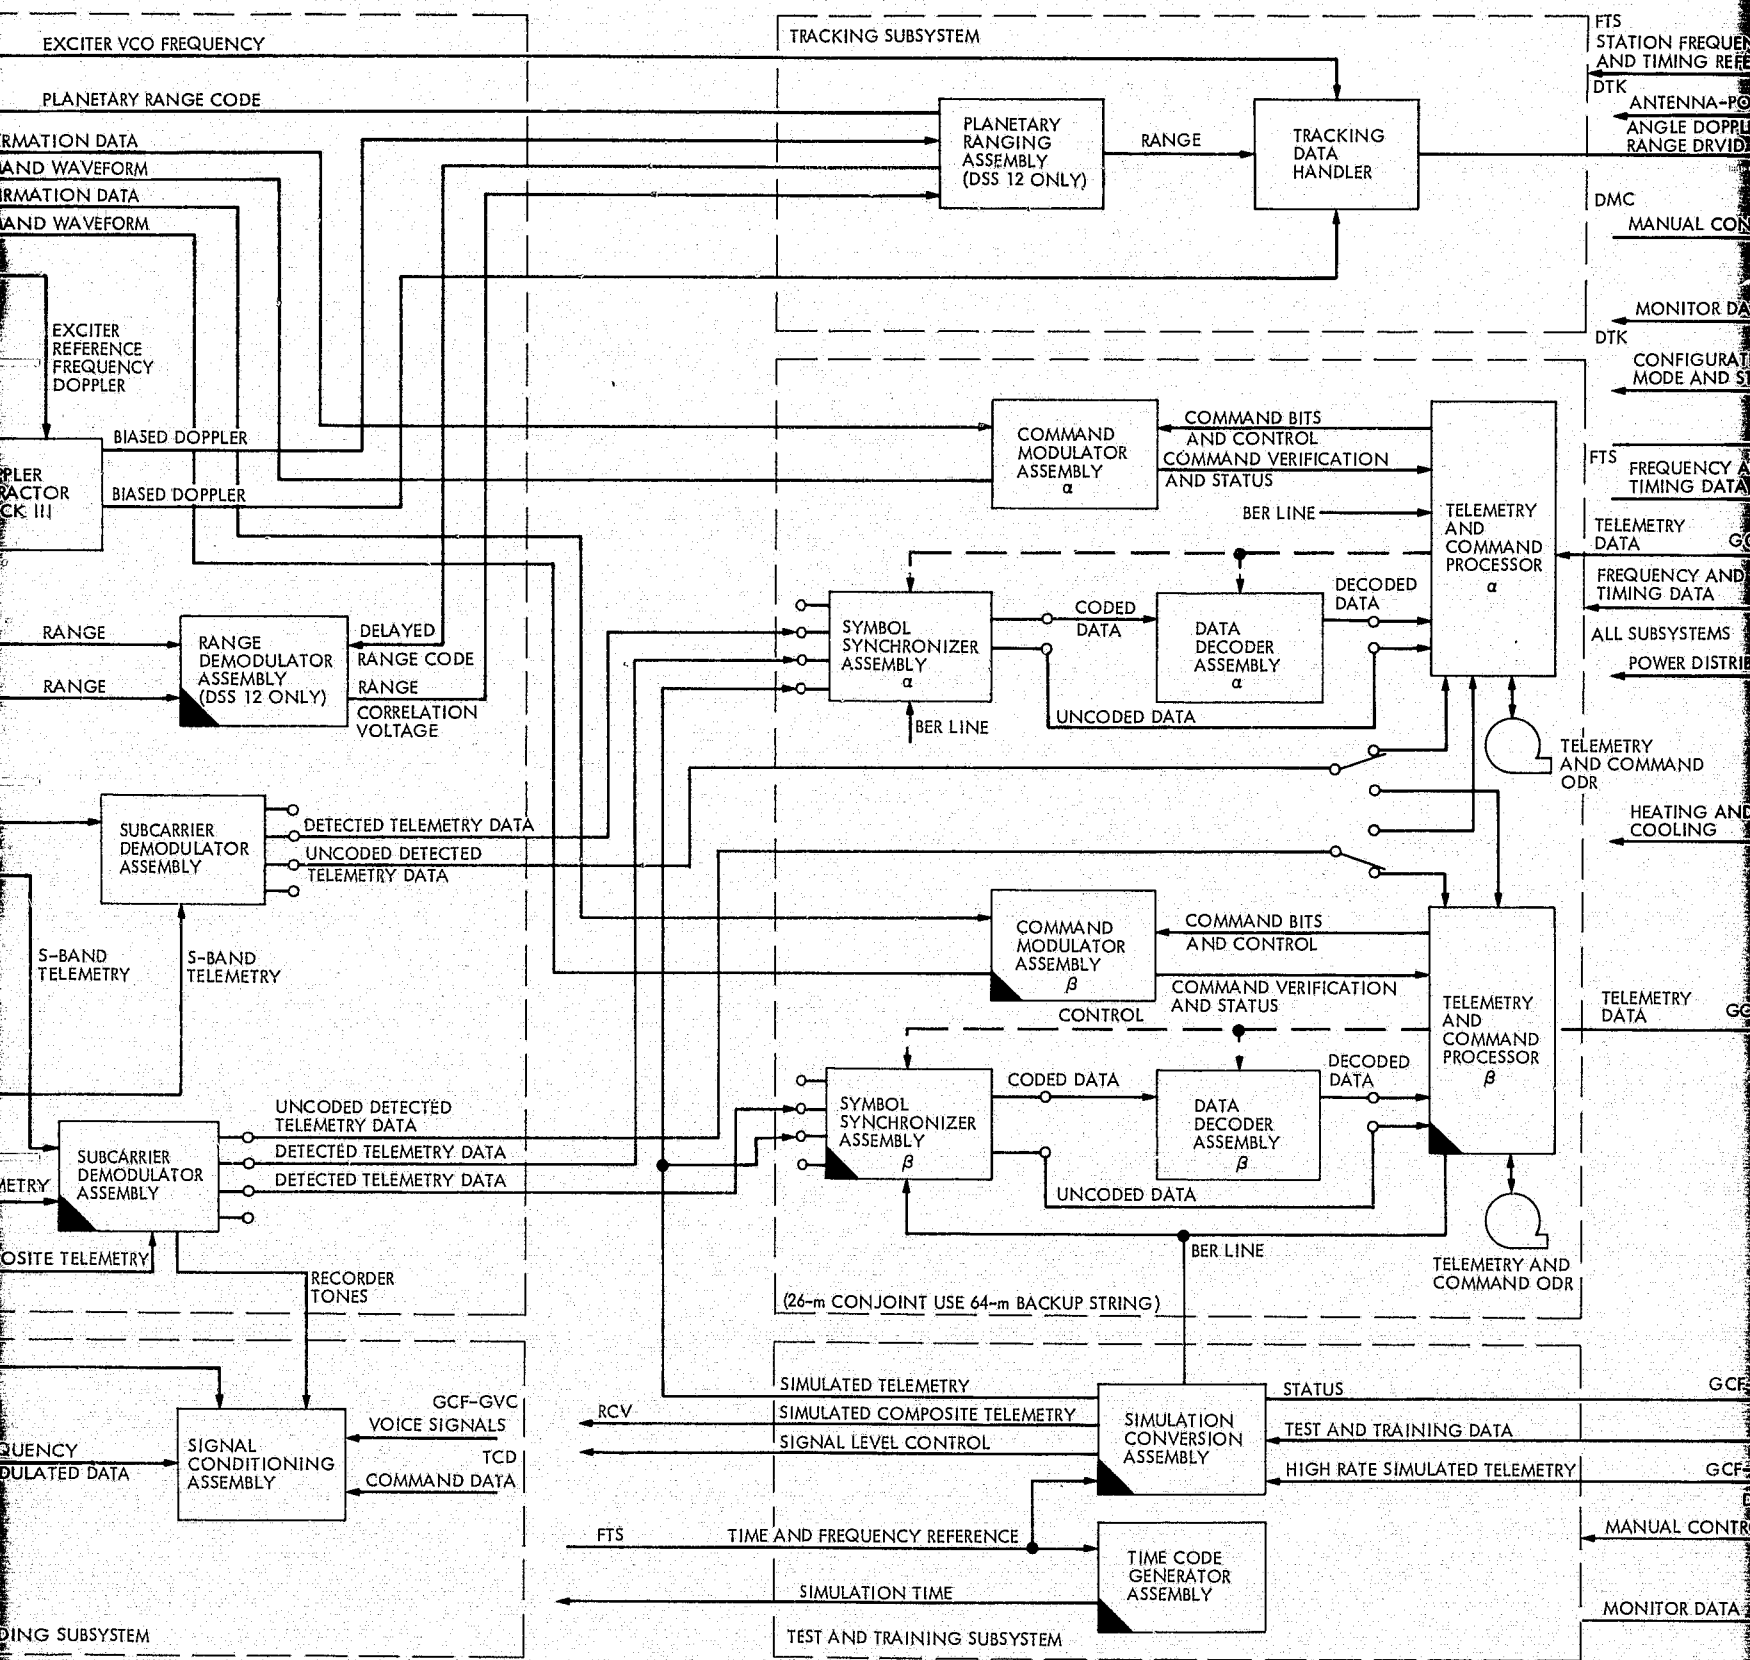 EXCITER VCO FREQUENCY
PLANETARY RANGE CODE
RMATION DATA
AND WAVEFORM
IRMATION DATA
AND WAVEFORM
EXCITER
REFERENCE
FREQUENCY
DOPPLER
BIASED DOPPLER
BIASED DOPPLER
PPLER
RACTOR
CK III
RANGE
RANGE
RANGE
DEMODULATOR
ASSEMBLY
(DSS 12 ONLY)
DELAYED
RANGE CODE
RANGE
CORRELATION
VOLTAGE
SUBCARRIER
DEMODULATOR
ASSEMBLY
DETECTED TELEMETRY DATA
UNCODED DETECTED
TELEMETRY DATA
S-BAND
TELEMETRY
S-BAND
TELEMETRY
UNCODED DETECTED
TELEMETRY DATA
DETECTED TELEMETRY DATA
DETECTED TELEMETRY DATA
SUBCARRIER
DEMODULATOR
ASSEMBLY
METRY
OSITE TELEMETRY
RECORDER
TONES
GCF-GVC
VOICE SIGNALS
TCD
COMMAND DATA
SIGNAL
CONDITIONING
ASSEMBLY
QUENCY
DULATED DATA
DING SUBSYSTEM
TRACKING SUBSYSTEM
PLANETARY
RANGING
ASSEMBLY
(DSS 12 ONLY)
RANGE
TRACKING
DATA
HANDLER
COMMAND
MODULATOR
ASSEMBLY
α
COMMAND BITS
AND CONTROL
COMMAND VERIFICATION
AND STATUS
BER LINE
TELEMETRY
AND
COMMAND
PROCESSOR
α
SYMBOL
SYNCHRONIZER
ASSEMBLY
α
CODED
DATA
DATA
DECODER
ASSEMBLY
α
DECODED
DATA
UNCODED DATA
BER LINE
TELEMETRY
AND COMMAND
ODR
COMMAND
MODULATOR
ASSEMBLY
β
COMMAND BITS
AND CONTROL
COMMAND VERIFICATION
AND STATUS
CONTROL
TELEMETRY
AND
COMMAND
PROCESSOR
β
SYMBOL
SYNCHRONIZER
ASSEMBLY
β
CODED DATA
DATA
DECODER
ASSEMBLY
β
DECODED
DATA
UNCODED DATA
BER LINE
TELEMETRY AND
COMMAND ODR
(26-m CONJOINT USE 64-m BACKUP STRING)
SIMULATED TELEMETRY
RCV
SIMULATED COMPOSITE TELEMETRY
SIGNAL LEVEL CONTROL
SIMULATION
CONVERSION
ASSEMBLY
STATUS
TEST AND TRAINING DATA
HIGH RATE SIMULATED TELEMETRY
FTS
TIME AND FREQUENCY REFERENCE
TIME CODE
GENERATOR
ASSEMBLY
SIMULATION TIME
TEST AND TRAINING SUBSYSTEM
FTS
STATION FREQUEN
AND TIMING REFE
DTK
ANTENNA-PO
ANGLE DOPPL
RANGE DRVID
DMC
MANUAL CON
MONITOR DA
DTK
CONFIGURAT
MODE AND ST
FTS
FREQUENCY A
TIMING DATA
TELEMETRY
DATA
FREQUENCY AND
TIMING DATA
ALL SUBSYSTEMS
POWER DISTRIB
HEATING AND
COOLING
TELEMETRY
DATA
GCF
GCF
MANUAL CONTR
MONITOR DATA